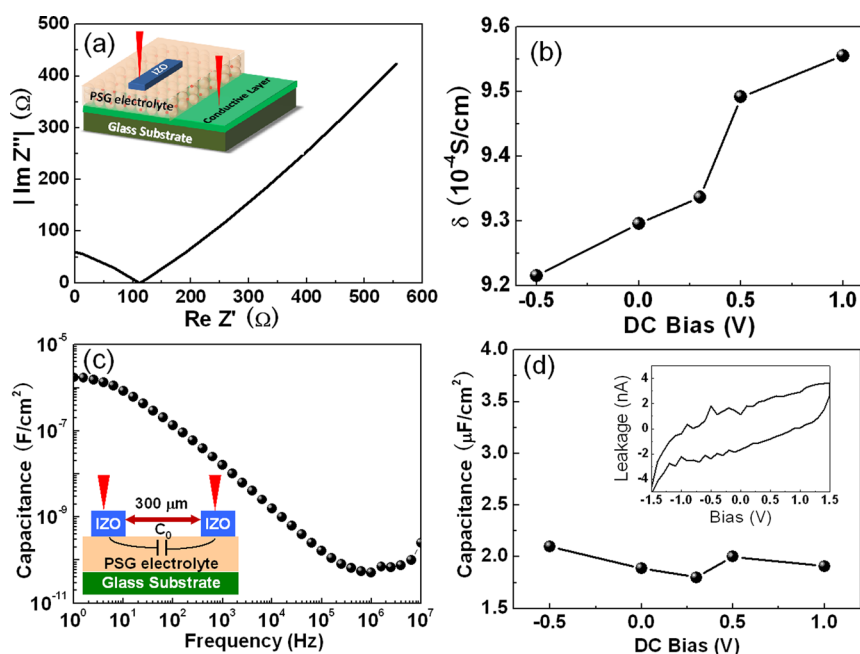 (a)
| Im Z''| (Ω)
500
400
300
200
100
0
0 100 200 300 400 500 600
Re Z' (Ω)
IZO
PSG electrolyte
Conductive Layer
Glass Substrate
(b)
δ (10-4S/cm)
9.6
9.5
9.4
9.3
9.2
-0.5 0.0 0.5 1.0
DC Bias (V)
(c)
Capacitance (F/cm2)
10-5
10-7
10-9
10-11
100 101 102 103 104 105 106 107
Frequency (Hz)
300 μm
IZO IZO
C0
PSG electrolyte
Glass Substrate
(d)
Capacitance (μF/cm2)
4.0
3.5
3.0
2.5
2.0
1.5
-0.5 0.0 0.5 1.0
DC Bias (V)
Leakage (nA)
4
2
0
-2
-4
-1.5 -1.0 -0.5 0.0 0.5 1.0 1.5
Bias (V)